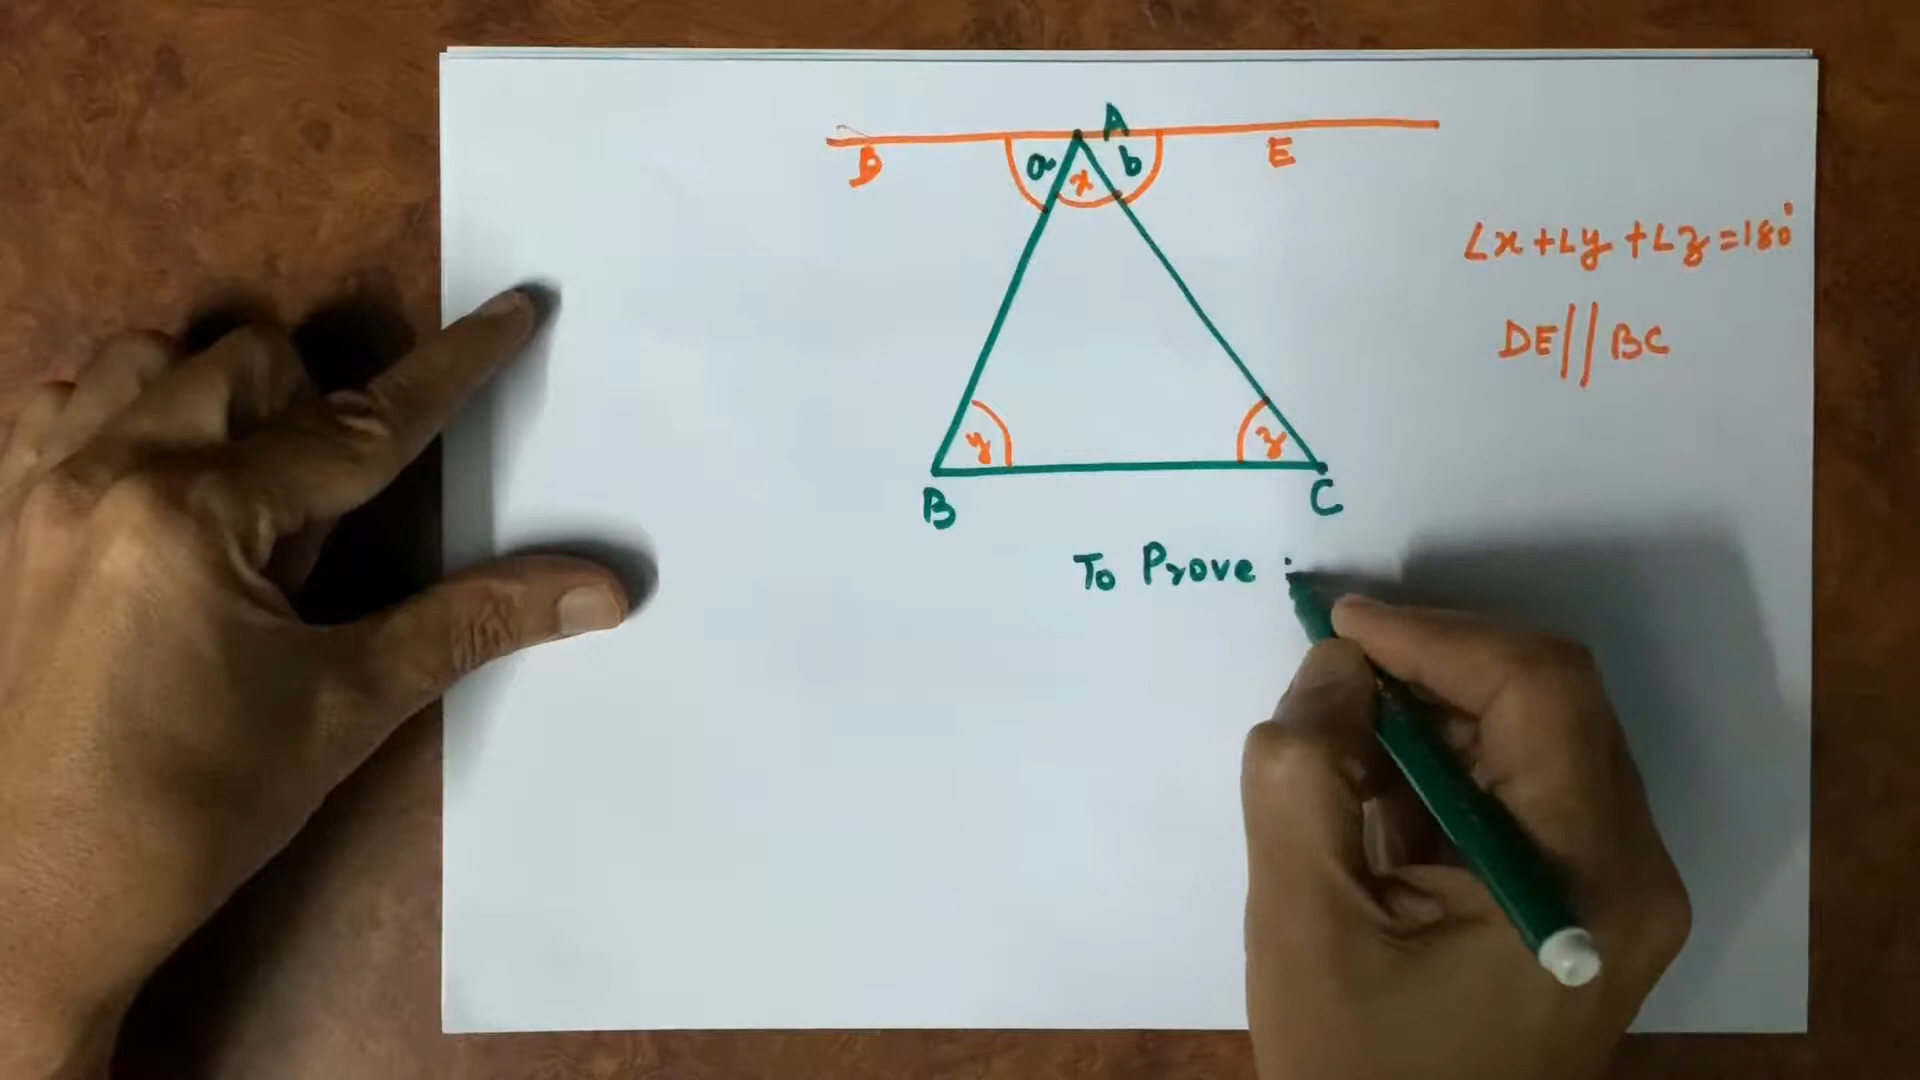 A
D
E
a
x
b
∠x+∠y+∠z=180°
DE//BC
y
z
B
C
To Prove :